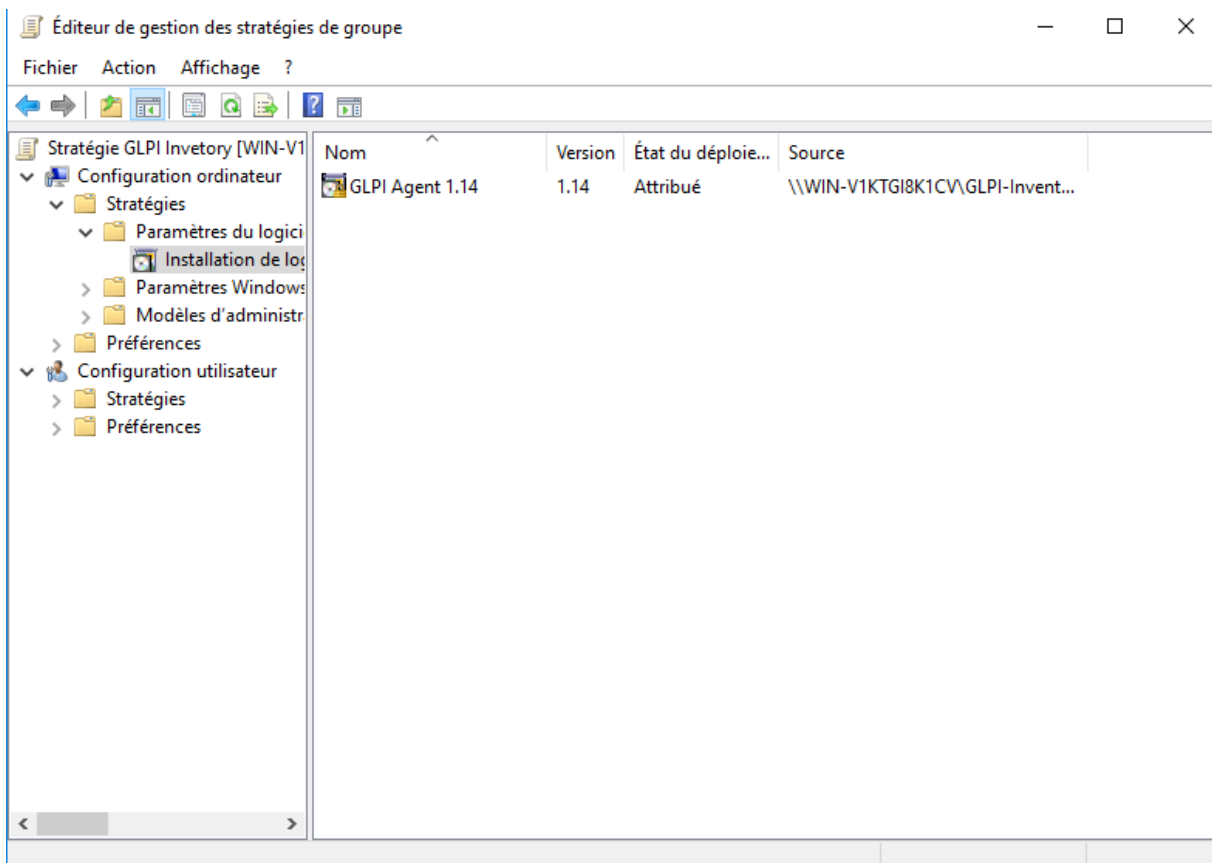 Éditeur de gestion des stratégies de groupe
Fichier Action Affichage ?
Stratégie GLPI Invetory [WIN-V1
Configuration ordinateur
Stratégies
Paramètres du logici
Installation de log
Paramètres Windows
Modèles d'administr
Préférences
Configuration utilisateur
Stratégies
Préférences
Nom Version État du déploie... Source
GLPI Agent 1.14 1.14 Attribué \\WIN-V1KTGI8K1CV\GLPI-Invent...